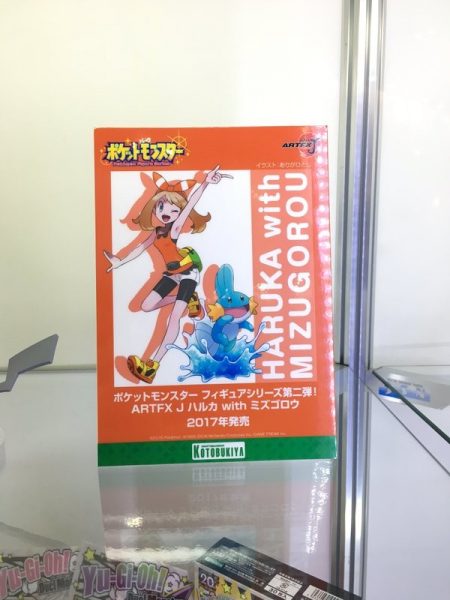 ポケットモンスター
ARTFX J
イラスト:ありがひとし
HARUKA with
MIZUGOROU
ポケットモンスター フィギュアシリーズ第二弾!
ARTFX J ハルカ with ミズゴロウ
2017年発売
KOTOBUKIYA
Yu-Gi-Oh!
Yu-Gi-Oh!